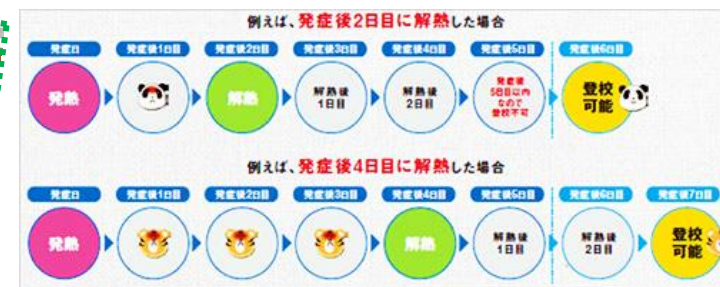 例えば、発症後2日目に解熱した場合
発症日 発症後1日目 発症後2日目 発症後3日目 発症後4日目 発症後5日目 発症後6日目
発熱 解熱 解熱後 解熱後 発症後 登校
1日目 2日目 5日目以内 可能
なので
登校不可
例えば、発症後4日目に解熱した場合
発症日 発症後1日目 発症後2日目 発症後3日目 発症後4日目 発症後5日目 発症後6日目 発症後7日目
発熱 解熱 解熱後 解熱後 登校
1日目 2日目 可能